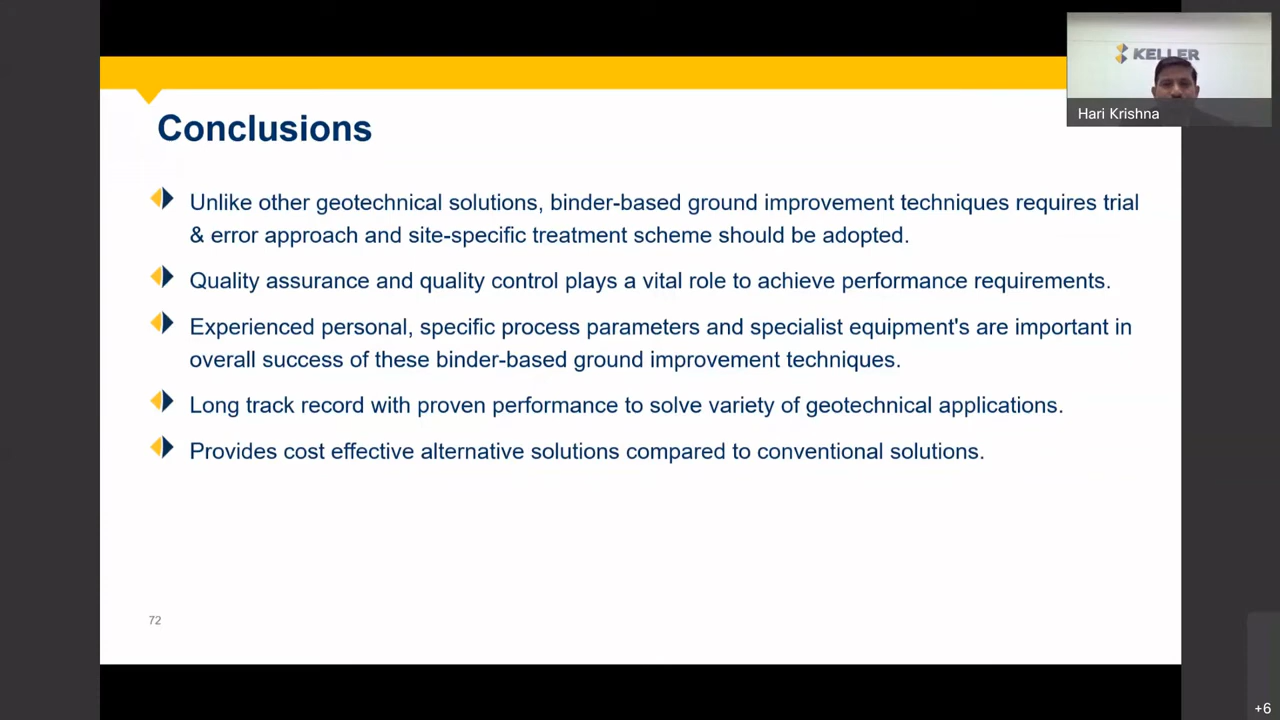 KELLER
Hari Krishna
Conclusions
Unlike other geotechnical solutions, binder-based ground improvement techniques requires trial
& error approach and site-specific treatment scheme should be adopted.
Quality assurance and quality control plays a vital role to achieve performance requirements.
Experienced personal, specific process parameters and specialist equipment's are important in
overall success of these binder-based ground improvement techniques.
Long track record with proven performance to solve variety of geotechnical applications.
Provides cost effective alternative solutions compared to conventional solutions.
72
+6